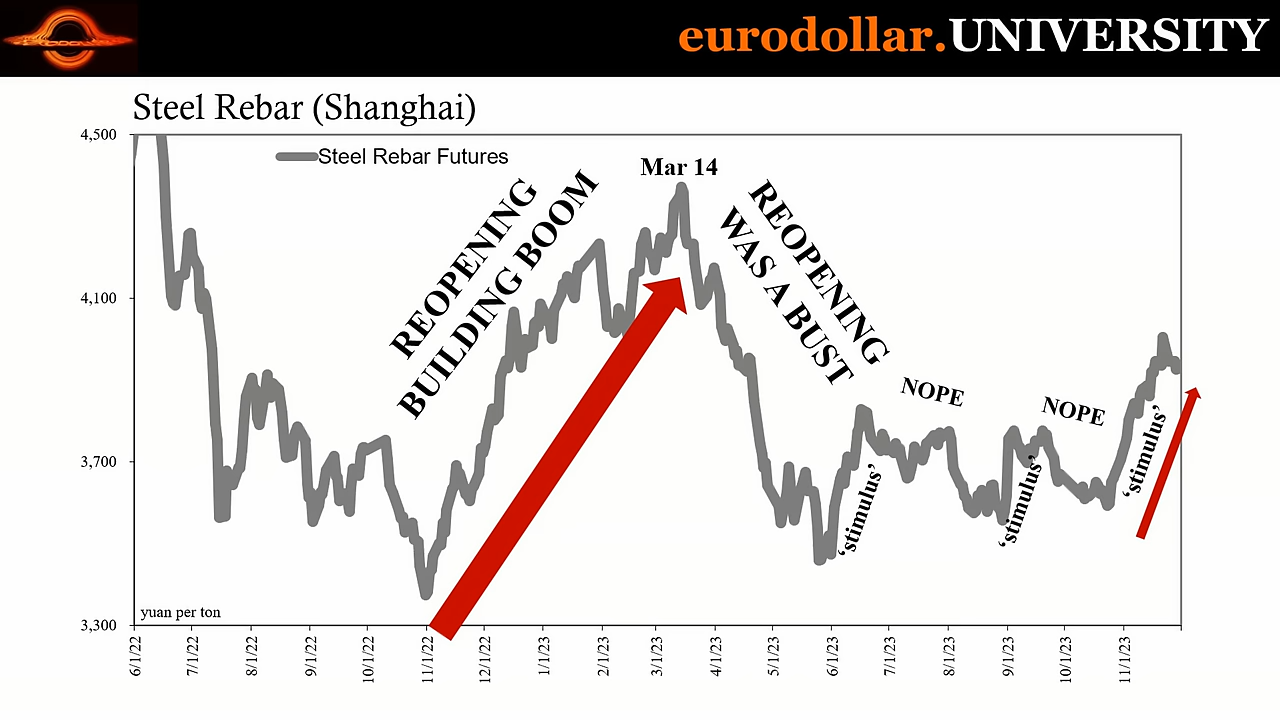 eurodollar.UNIVERSITY
Steel Rebar (Shanghai)
4,500
4,100
3,700
3,300
Steel Rebar Futures
REOPENING
BUILDING BOOM
Mar 14
REOPENING
WAS A BUST
NOPE
NOPE
'stimulus'
'stimulus'
'stimulus'
yuan per ton
6/1/22
7/1/22
8/1/22
9/1/22
10/1/22
11/1/22
12/1/22
1/1/23
2/1/23
3/1/23
4/1/23
5/1/23
6/1/23
7/1/23
8/1/23
9/1/23
10/1/23
11/1/23